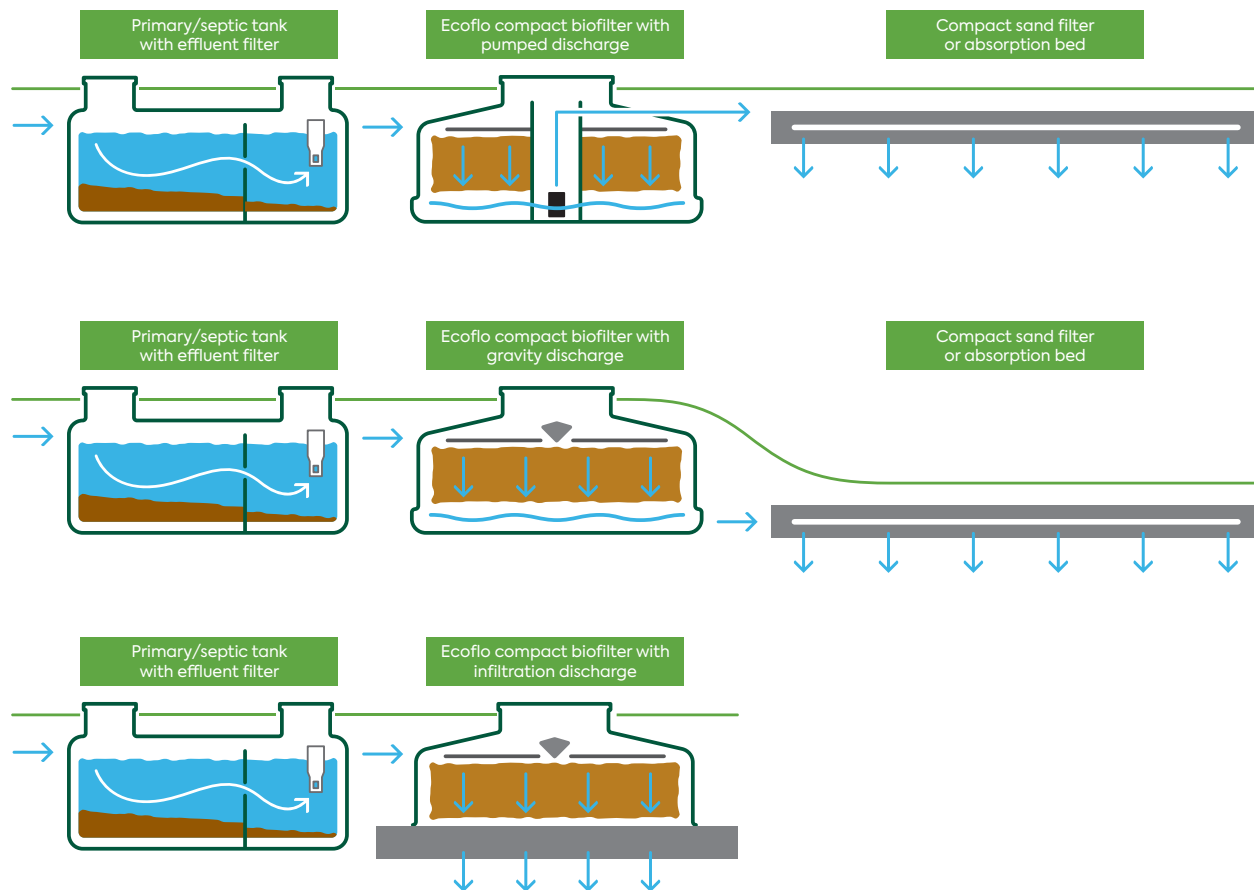 Primary/septic tank
with effluent filter
Ecoflo compact biofilter with
pumped discharge
Compact sand filter
or absorption bed
Primary/septic tank
with effluent filter
Ecoflo compact biofilter with
gravity discharge
Compact sand filter
or absorption bed
Primary/septic tank
with effluent filter
Ecoflo compact biofilter with
infiltration discharge